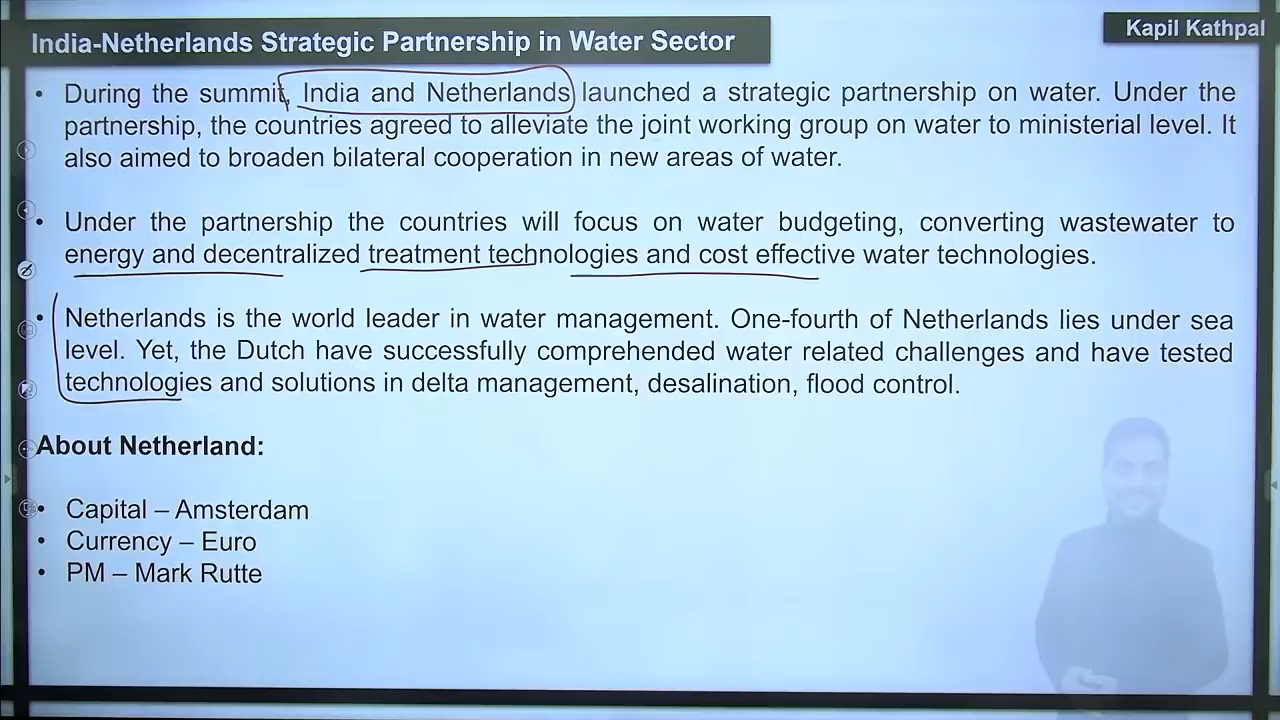 India-Netherlands Strategic Partnership in Water Sector
Kapil Kathpal
• During the summit, India and Netherlands launched a strategic partnership on water. Under the
partnership, the countries agreed to alleviate the joint working group on water to ministerial level. It
also aimed to broaden bilateral cooperation in new areas of water.
• Under the partnership the countries will focus on water budgeting, converting wastewater to
energy and decentralized treatment technologies and cost effective water technologies.
• Netherlands is the world leader in water management. One-fourth of Netherlands lies under sea
level. Yet, the Dutch have successfully comprehended water related challenges and have tested
technologies and solutions in delta management, desalination, flood control.
About Netherland:
• Capital – Amsterdam
• Currency – Euro
• PM – Mark Rutte